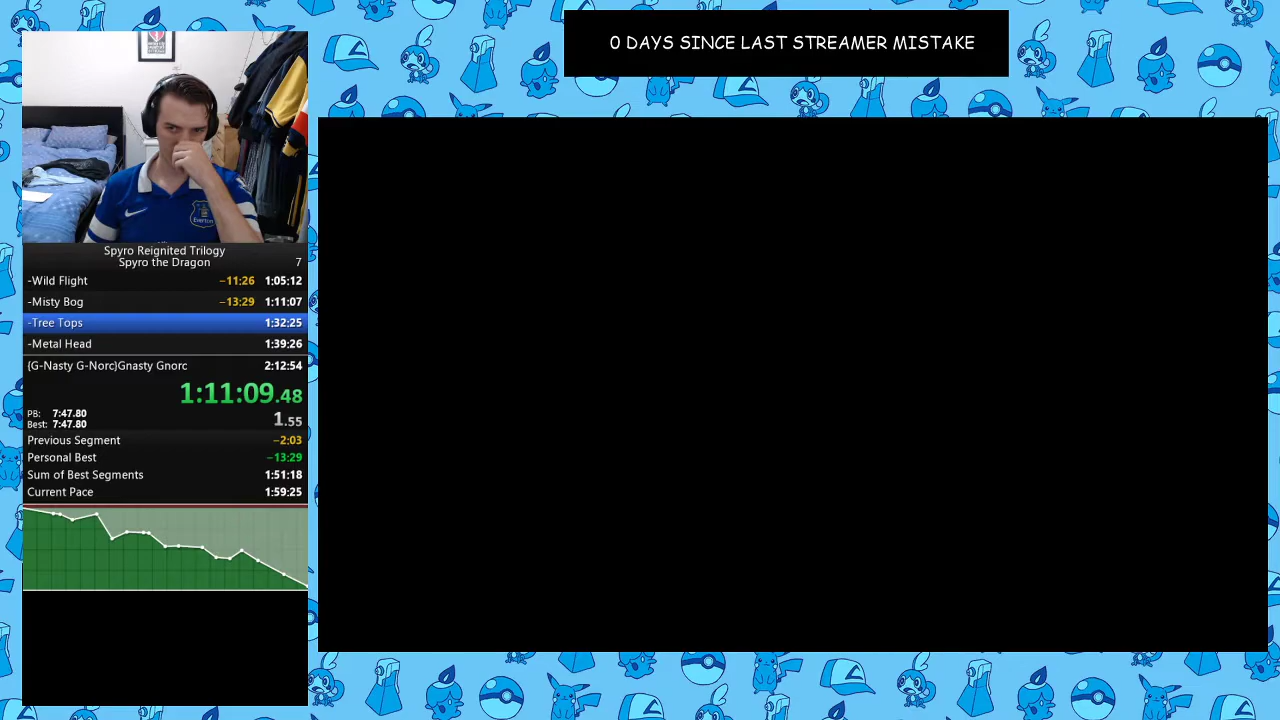 0 DAYS SINCE LAST STREAMER MISTAKE
Everton
Spyro Reignited Trilogy
Spyro the Dragon 7
-Wild Flight −11:26 1:05:12
-Misty Bog −13:29 1:11:07
-Tree Tops 1:32:25
-Metal Head 1:39:26
{G-Nasty G-Norc}Gnasty Gnorc 2:12:54
1:11:09.48
PB: 7:47.80
Best: 7:47.80 1.55
Previous Segment −2:03
Personal Best −13:29
Sum of Best Segments 1:51:18
Current Pace 1:59:25